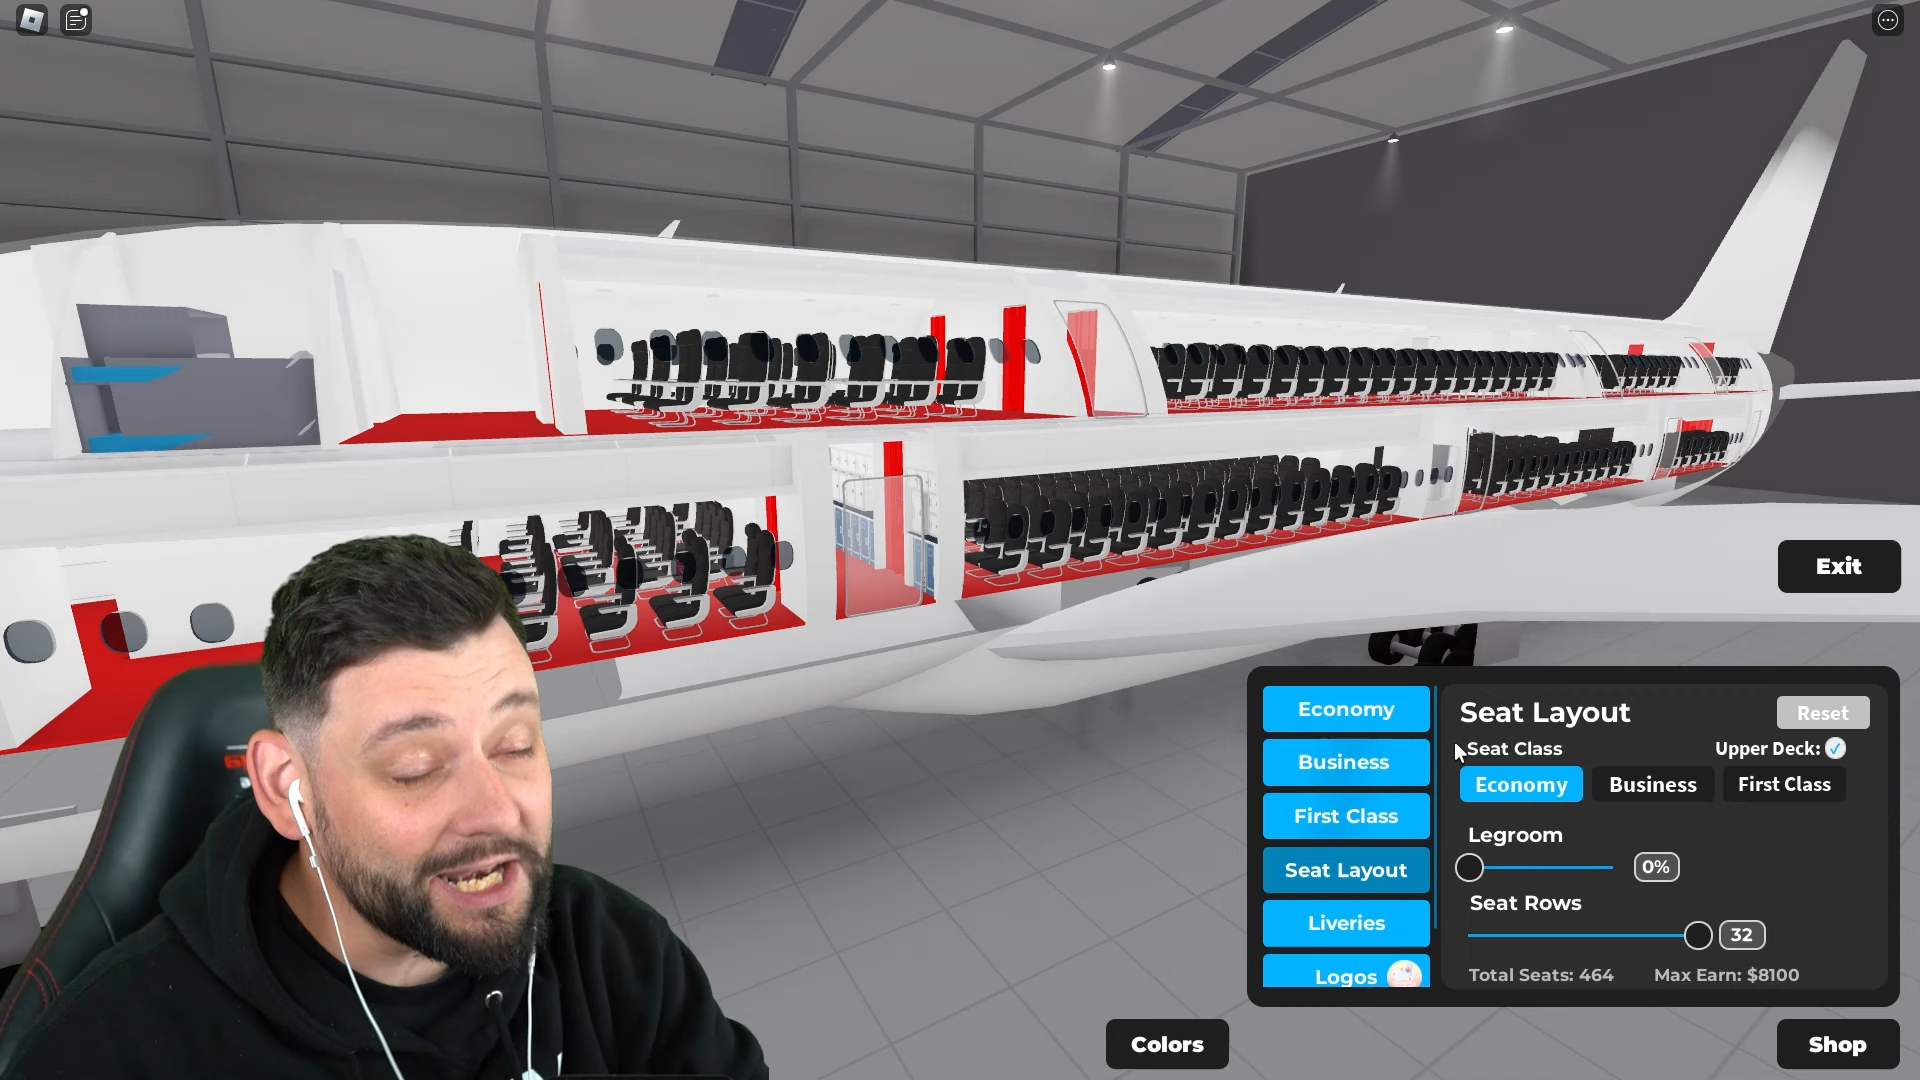 Exit
Economy
Business
First Class
Seat Layout
Liveries
Logos
Seat Layout
Reset
Seat Class
Upper Deck:
Economy
Business
First Class
Legroom
0%
Seat Rows
32
Total Seats: 464
Max Earn: $8100
Colors
Shop